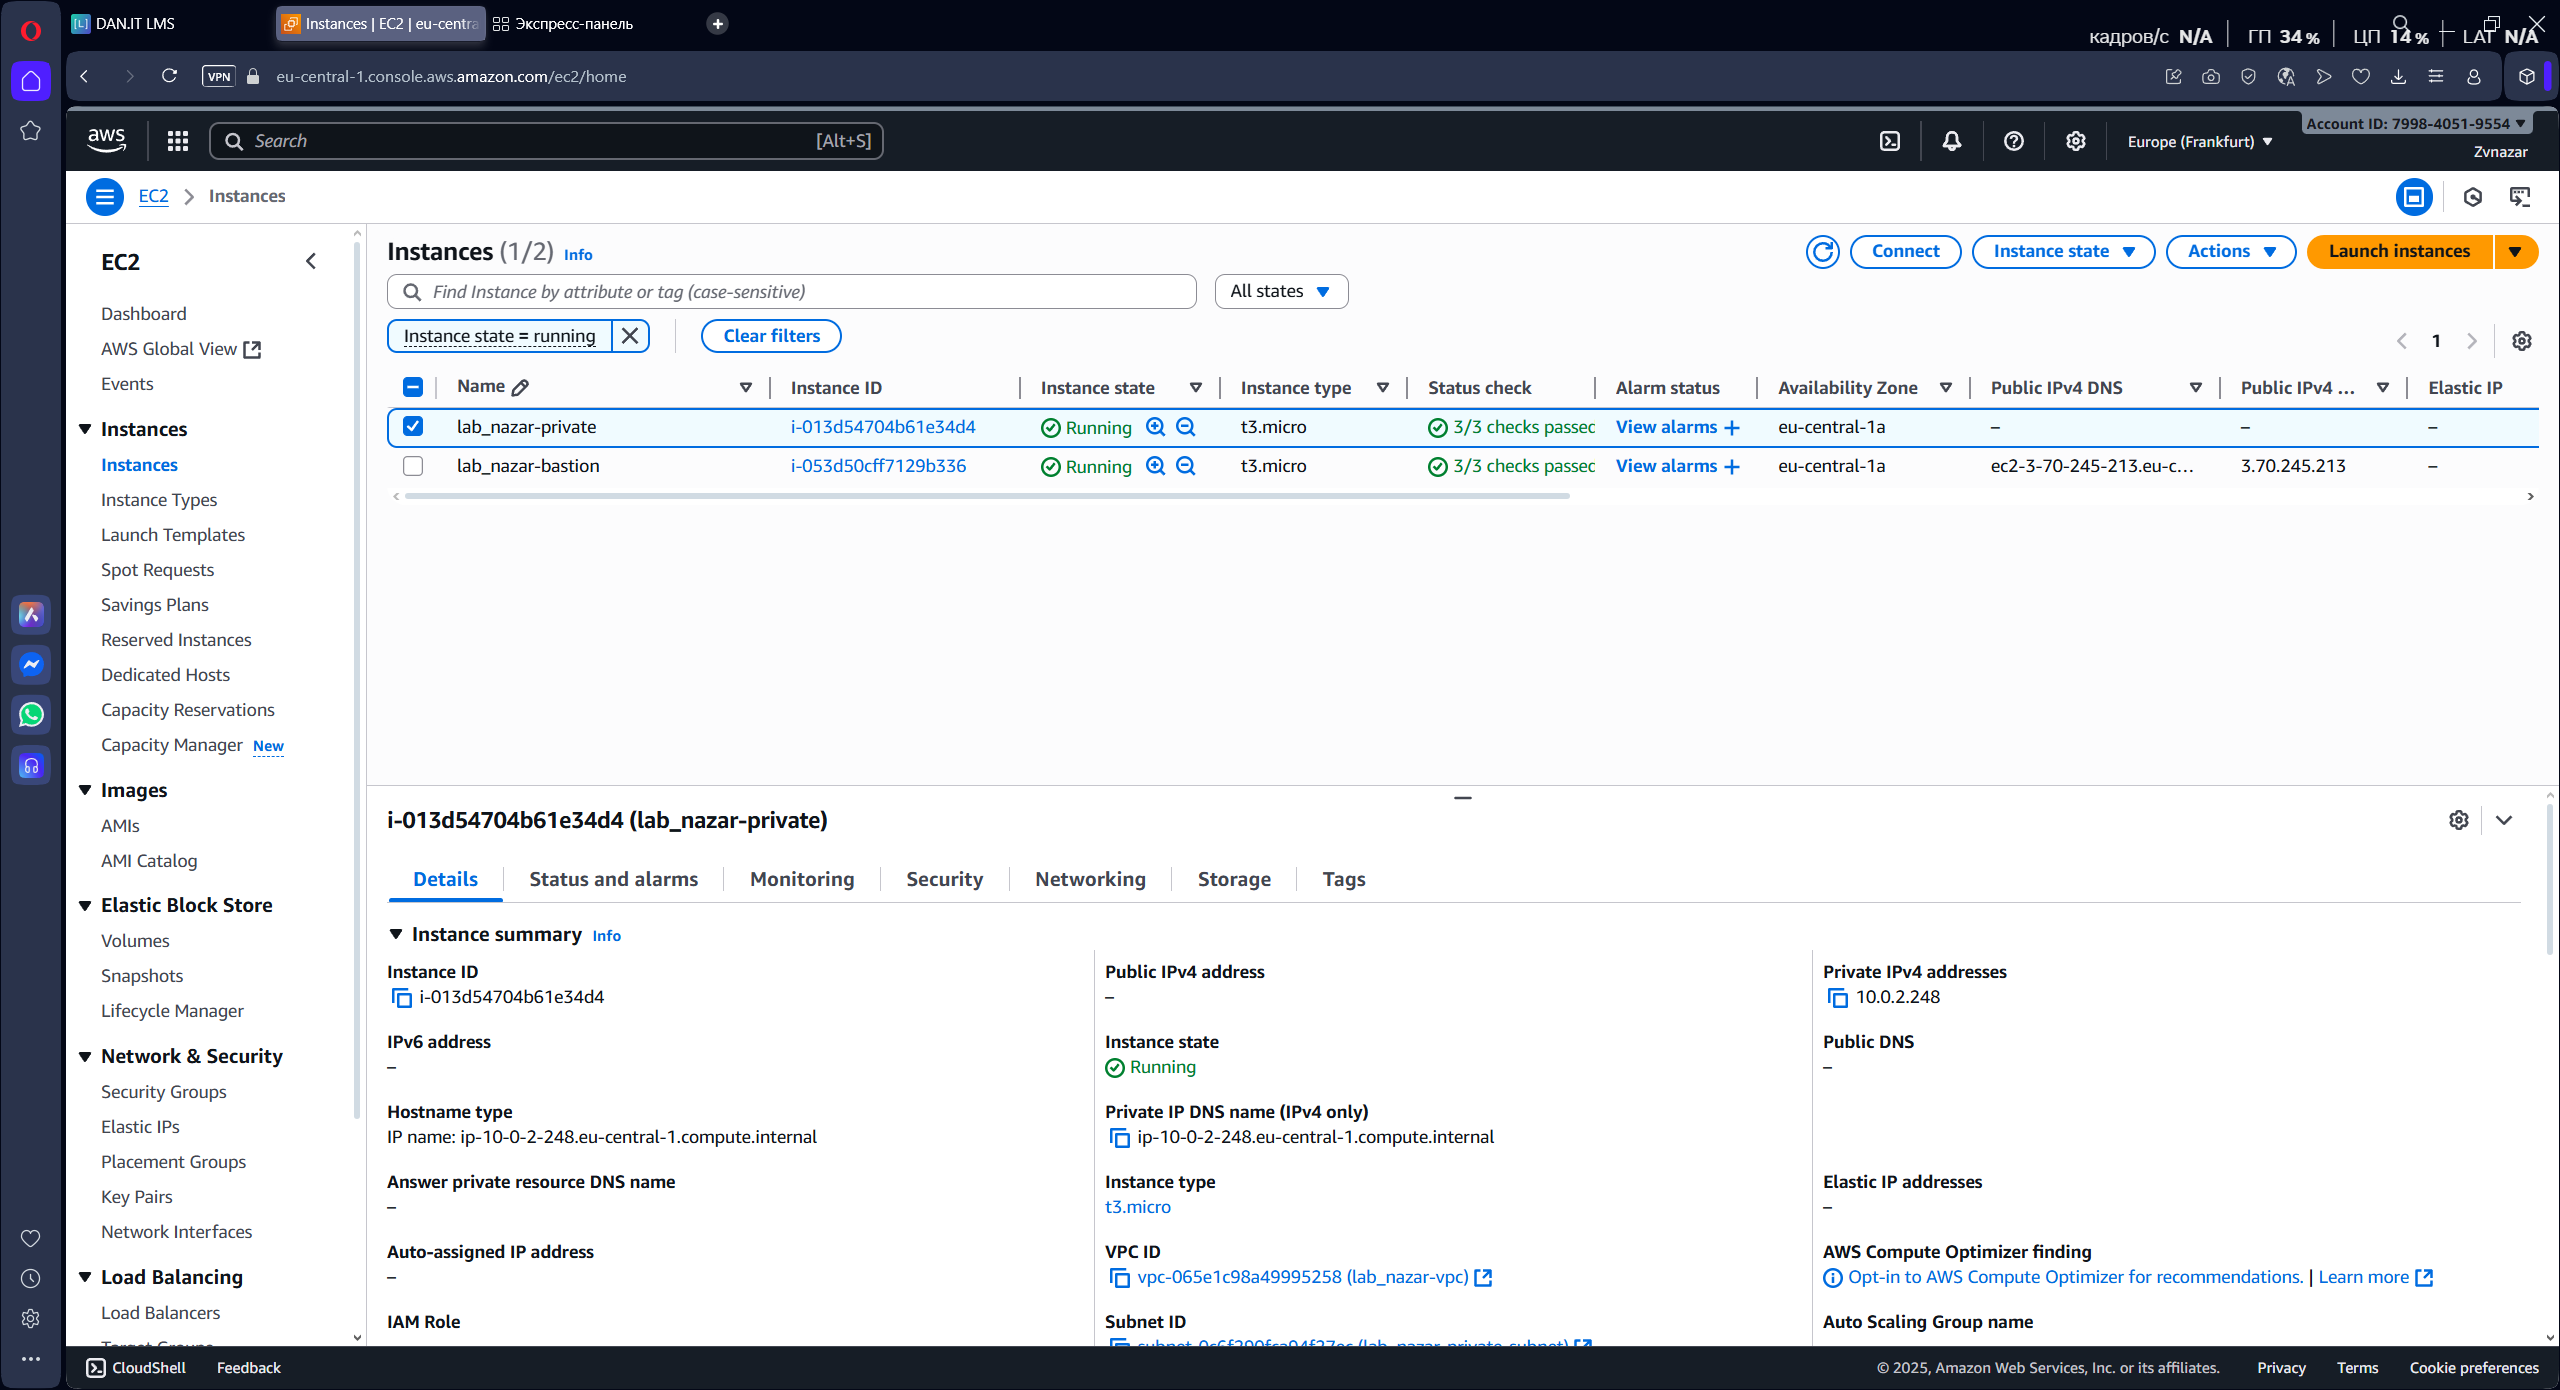 DAN.IT LMS
Instances | EC2 | eu-centra
Экспресс-панель
кадров/с N/A ГП 34 % ЦП 14 % LAT N/A
VPN eu-central-1.console.aws.amazon.com/ec2/home
aws Search [Alt+S] Europe (Frankfurt) Account ID: 7998-4051-9554
Zvnazar
EC2 Instances
EC2
Dashboard
AWS Global View
Events
Instances
Instances
Instance Types
Launch Templates
Spot Requests
Savings Plans
Reserved Instances
Dedicated Hosts
Capacity Reservations
Capacity Manager New
Images
AMIs
AMI Catalog
Elastic Block Store
Volumes
Snapshots
Lifecycle Manager
Network & Security
Security Groups
Elastic IPs
Placement Groups
Key Pairs
Network Interfaces
Load Balancing
Load Balancers
Instances (1/2) Info Connect Instance state Actions Launch instances
Find Instance by attribute or tag (case-sensitive) All states
Instance state = running Clear filters 1
Name Instance ID Instance state Instance type Status check Alarm status Availability Zone Public IPv4 DNS Public IPv4 ... Elastic IP
lab_nazar-private i-013d54704b61e34d4 Running t3.micro 3/3 checks passed View alarms + eu-central-1a – – –
lab_nazar-bastion i-053d50cff7129b336 Running t3.micro 3/3 checks passed View alarms + eu-central-1a ec2-3-70-245-213.eu-c... 3.70.245.213 –
i-013d54704b61e34d4 (lab_nazar-private)
Details Status and alarms Monitoring Security Networking Storage Tags
Instance summary Info
Instance ID
i-013d54704b61e34d4
Public IPv4 address
–
Private IPv4 addresses
10.0.2.248
IPv6 address
–
Instance state
Running
Public DNS
–
Hostname type
IP name: ip-10-0-2-248.eu-central-1.compute.internal
Private IP DNS name (IPv4 only)
ip-10-0-2-248.eu-central-1.compute.internal
Answer private resource DNS name
–
Instance type
t3.micro
Elastic IP addresses
–
Auto-assigned IP address
–
VPC ID
vpc-065e1c98a49995258 (lab_nazar-vpc)
AWS Compute Optimizer finding
Opt-in to AWS Compute Optimizer for recommendations. | Learn more
IAM Role
Subnet ID
Auto Scaling Group name
CloudShell Feedback © 2025, Amazon Web Services, Inc. or its affiliates. Privacy Terms Cookie preferences